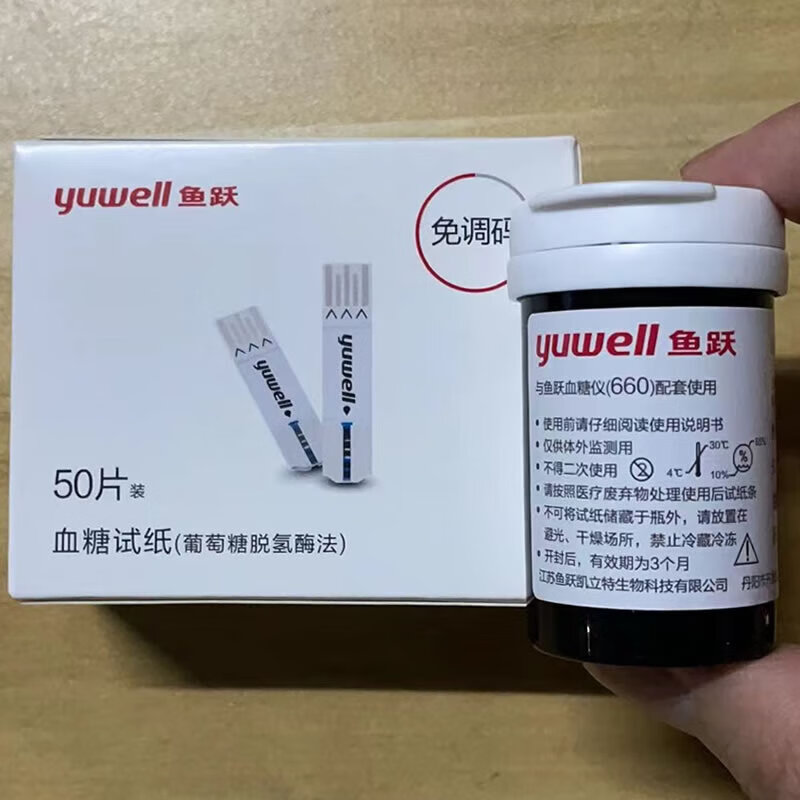 yuwell 鱼跃
免调码
yuwell
yuwell
50片装
血糖试纸(葡萄糖脱氢酶法)
yuwell 鱼跃
与鱼跃血糖仪(660)配套使用
• 使用前请仔细阅读使用说明书
• 仅供体外监测用
• 不得二次使用
4℃ 30℃
10% %
• 请按照医疗废弃物处理使用后试纸条
• 不可将试纸储藏于瓶外，请放置在
避光、干燥场所，禁止冷藏冷冻
• 开封后，有效期为3个月
江苏鱼跃凯立特生物科技有限公司 丹阳市开